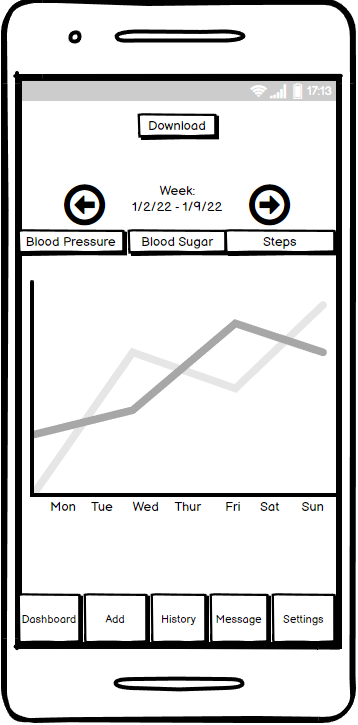 17:13
Download
Week:
1/2/22 - 1/9/22
Blood Pressure Blood Sugar Steps
Mon Tue Wed Thur Fri Sat Sun
Dashboard Add History Message Settings